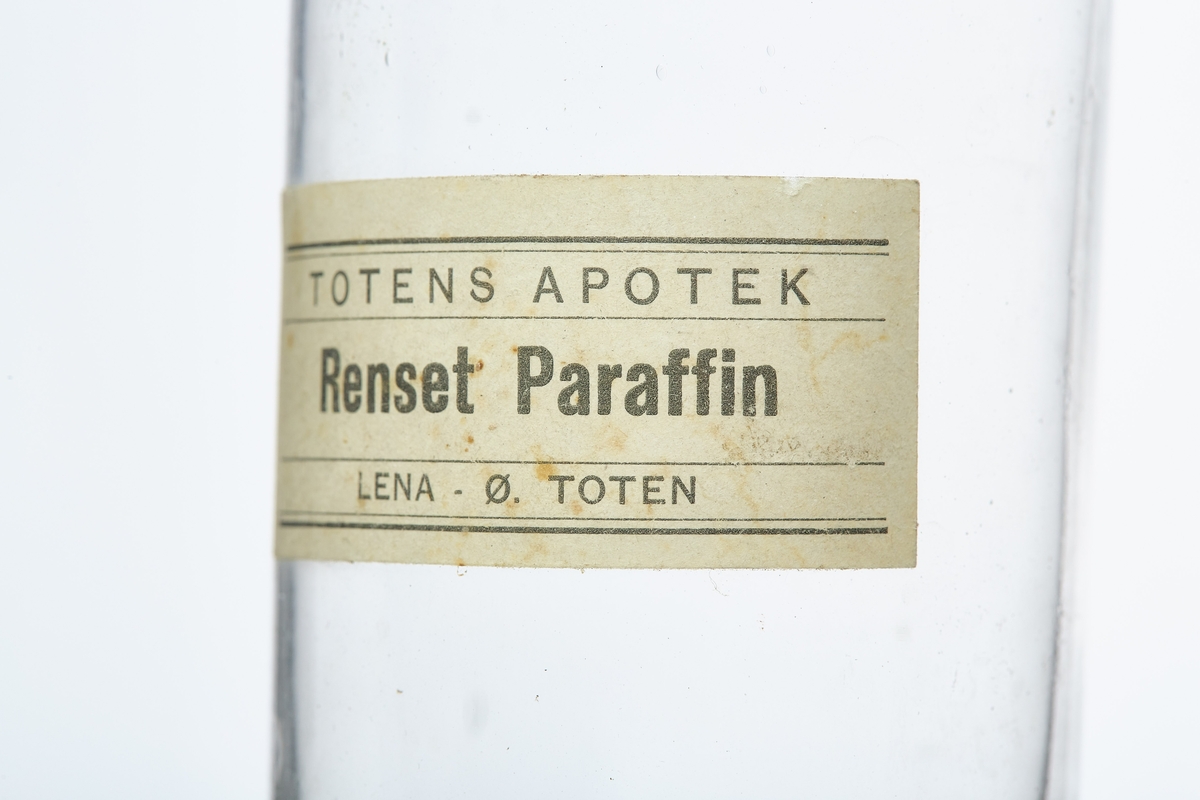 TOTENS APOTEK
Renset Paraffin
LENA - Ø. TOTEN